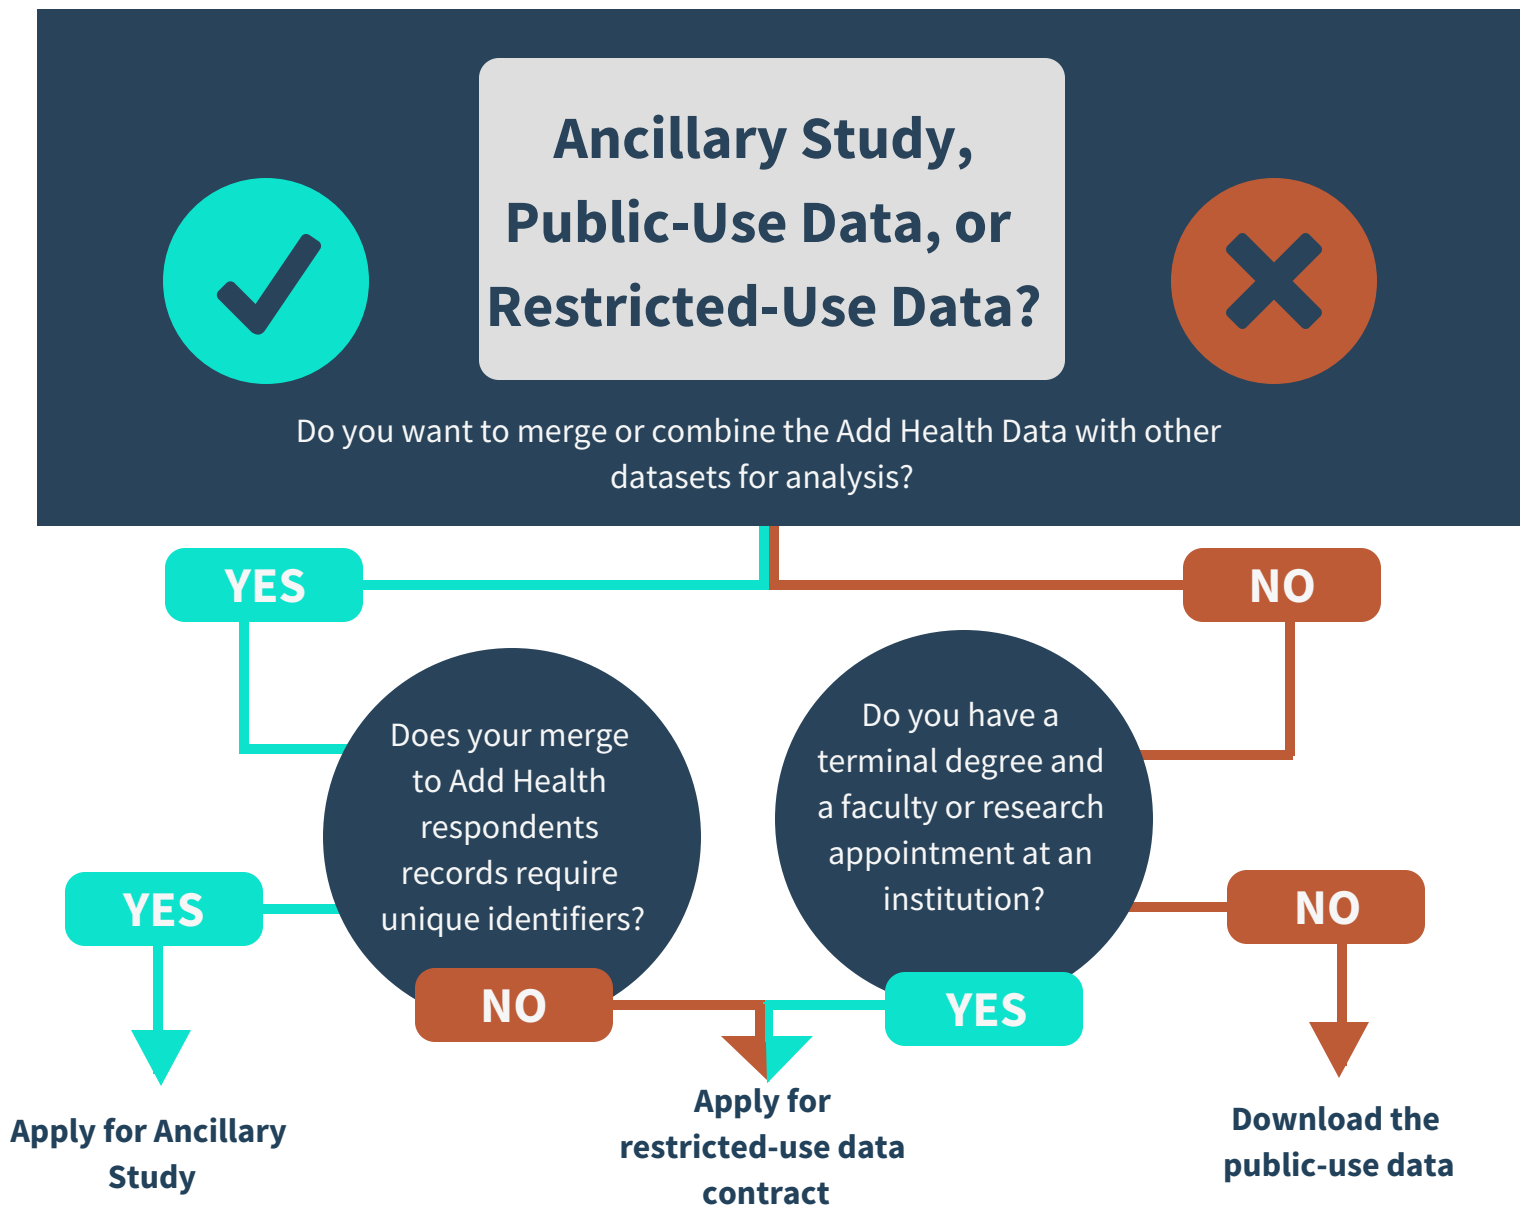 Ancillary Study,
Public-Use Data, or
Restricted-Use Data?
Do you want to merge or combine the Add Health Data with other
datasets for analysis?
YES
NO
Does your merge
to Add Health
respondents
records require
unique identifiers?
Do you have a
terminal degree and
a faculty or research
appointment at an
institution?
YES
NO
YES
NO
Apply for Ancillary
Study
Apply for
restricted-use data
contract
Download the
public-use data